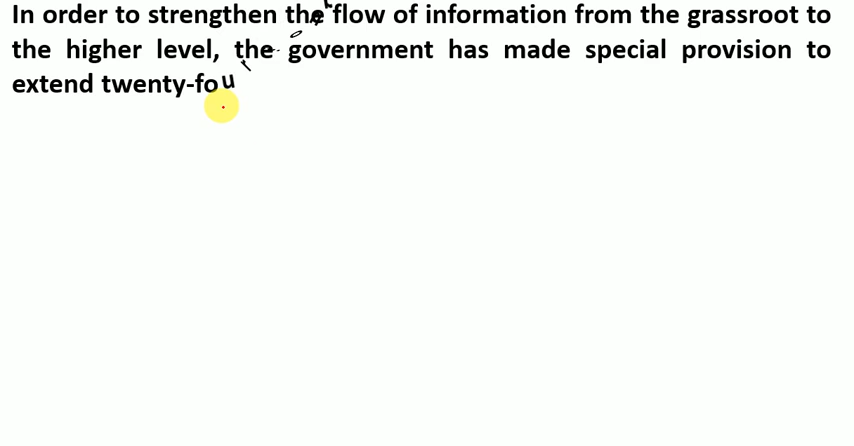 In order to strengthen the flow of information from the grassroot to
the higher level, the government has made special provision to
extend twenty-fou